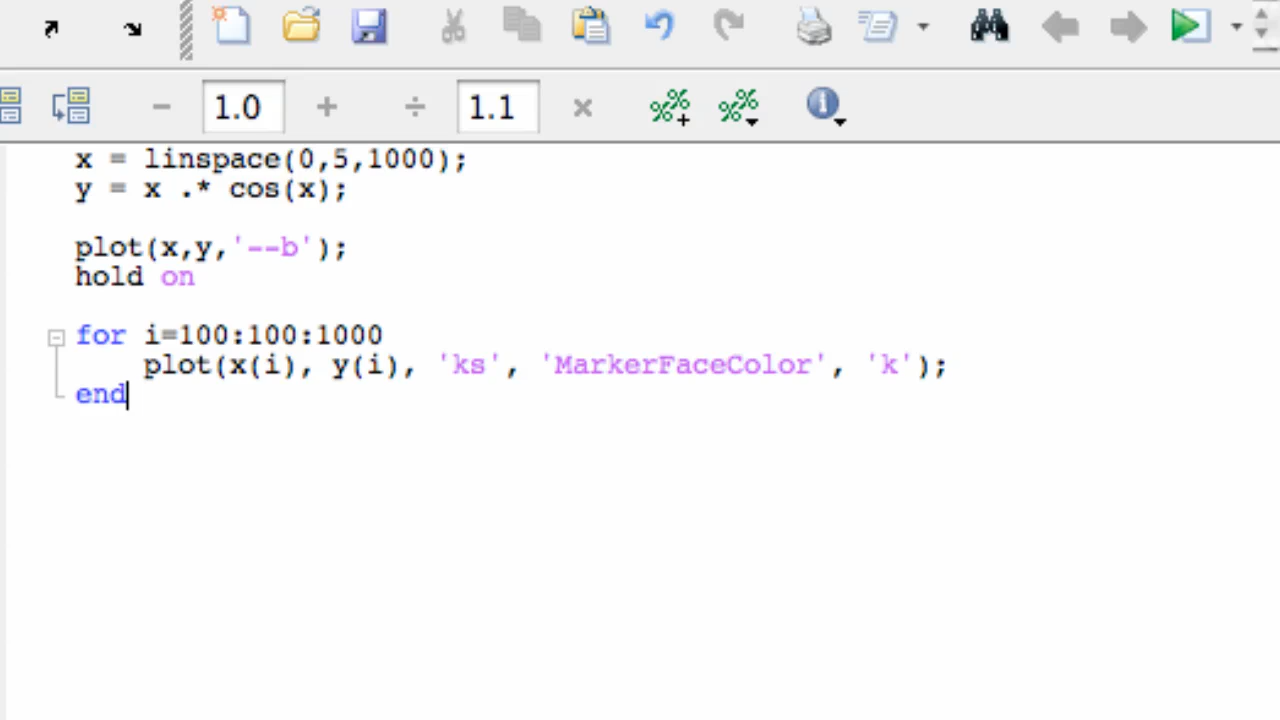 − 1.0 + ÷ 1.1 ×
x = linspace(0,5,1000);
y = x .* cos(x);
plot(x,y,'--b');
hold on
for i=100:100:1000
plot(x(i), y(i), 'ks', 'MarkerFaceColor', 'k');
end